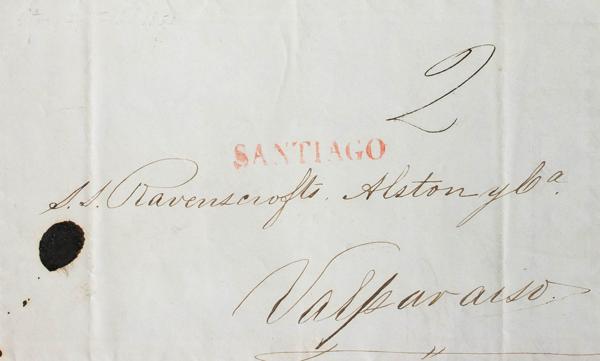 2
SANTIAGO
S. S. Ravenscrofts, Alston y Ca.
Valparaiso.